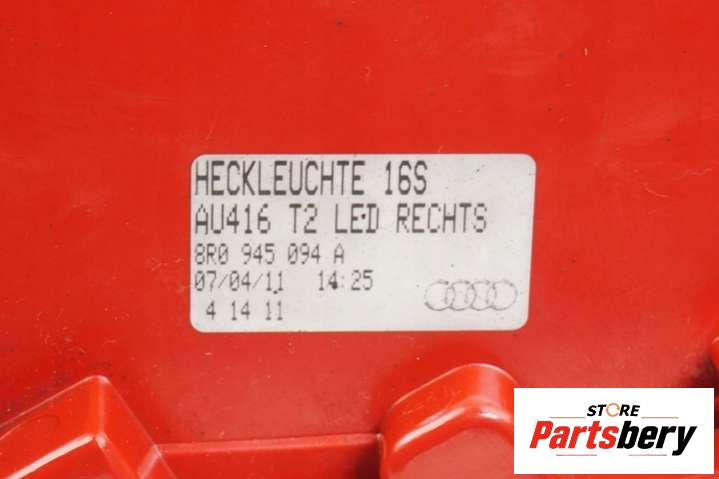 HECKLEUCHTE 16S
AU416 T2 LED RECHTS
8R0 945 094 A
07/04/11 14:25
4 14 11
STORE
Partsbery